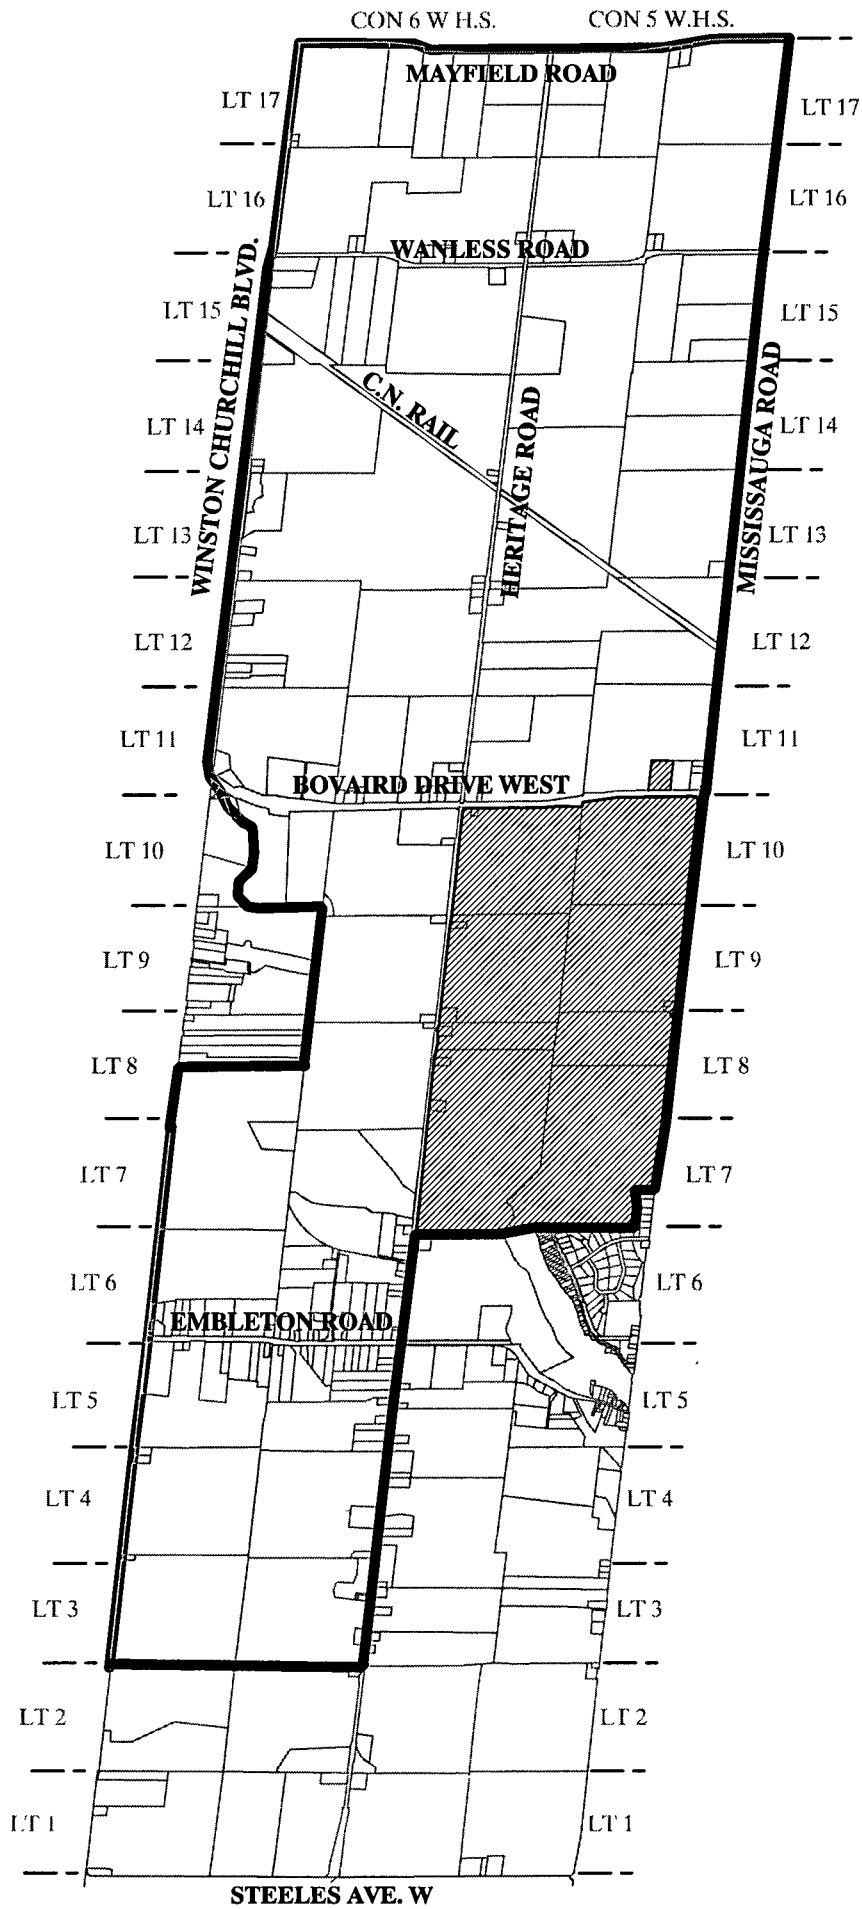 CON 6 W H.S.
CON 5 W.H.S.
MAYFIELD ROAD
LT 17
LT 17
LT 16
LT 16
WANLESS ROAD
WINSTON CHURCHILL BLVD.
LT 15
LT 15
C.N. RAIL
HERITAGE ROAD
MISSISSAUGA ROAD
LT 14
LT 14
LT 13
LT 13
LT 12
LT 12
LT 11
LT 11
BOVAIRD DRIVE WEST
LT 10
LT 10
LT 9
LT 9
LT 8
LT 8
LT 7
LT 7
LT 6
LT 6
EMBLETON ROAD
LT 5
LT 5
LT 4
LT 4
LT 3
LT 3
LT 2
LT 2
LT 1
LT 1
STEELES AVE. W